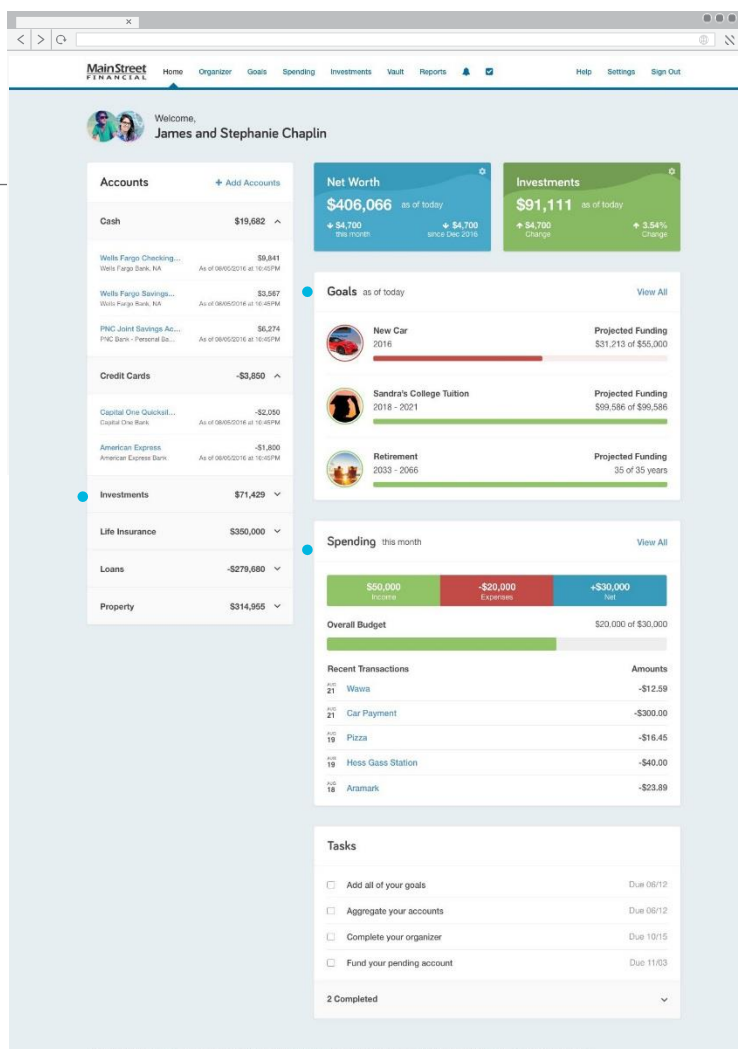 MainStreet
FINANCIAL
Home Organizer Goals Spending Investments Vault Reports Help Settings Sign Out
Welcome,
James and Stephanie Chaplin
Accounts + Add Accounts
Cash $19,682
Wells Fargo Checking... $9,841
Wells Fargo Bank, NA As of 08/05/2016 at 10:45PM
Wells Fargo Savings... $3,567
Wells Fargo Bank, NA As of 08/05/2016 at 10:45PM
PNC Joint Savings Ac... $6,274
PNC Bank - Personal Ba... As of 08/05/2016 at 10:45PM
Credit Cards -$3,850
Capital One Quicksil... -$2,050
Capital One Bank As of 08/05/2016 at 10:45PM
American Express -$1,800
American Express Bank As of 08/05/2016 at 10:45PM
Investments $71,429
Life Insurance $350,000
Loans -$279,680
Property $314,955
Net Worth
$406,066 as of today
$4,700 $4,700
this month since Dec 2016
Investments
$91,111 as of today
$4,700 3.54%
Change Change
Goals as of today View All
New Car Projected Funding
2016 $31,213 of $55,000
Sandra's College Tuition Projected Funding
2018 - 2021 $99,586 of $99,586
Retirement Projected Funding
2033 - 2066 35 of 35 years
Spending this month View All
$50,000 -$20,000 +$30,000
Income Expenses Net
Overall Budget $20,000 of $30,000
Recent Transactions Amounts
AUG
21 Wawa -$12.59
AUG
21 Car Payment -$300.00
AUG
19 Pizza -$16.45
AUG
19 Hess Gass Station -$40.00
AUG
18 Aramark -$23.89
Tasks
Add all of your goals Due 06/12
Aggregate your accounts Due 06/12
Complete your organizer Due 10/15
Fund your pending account Due 11/03
2 Completed